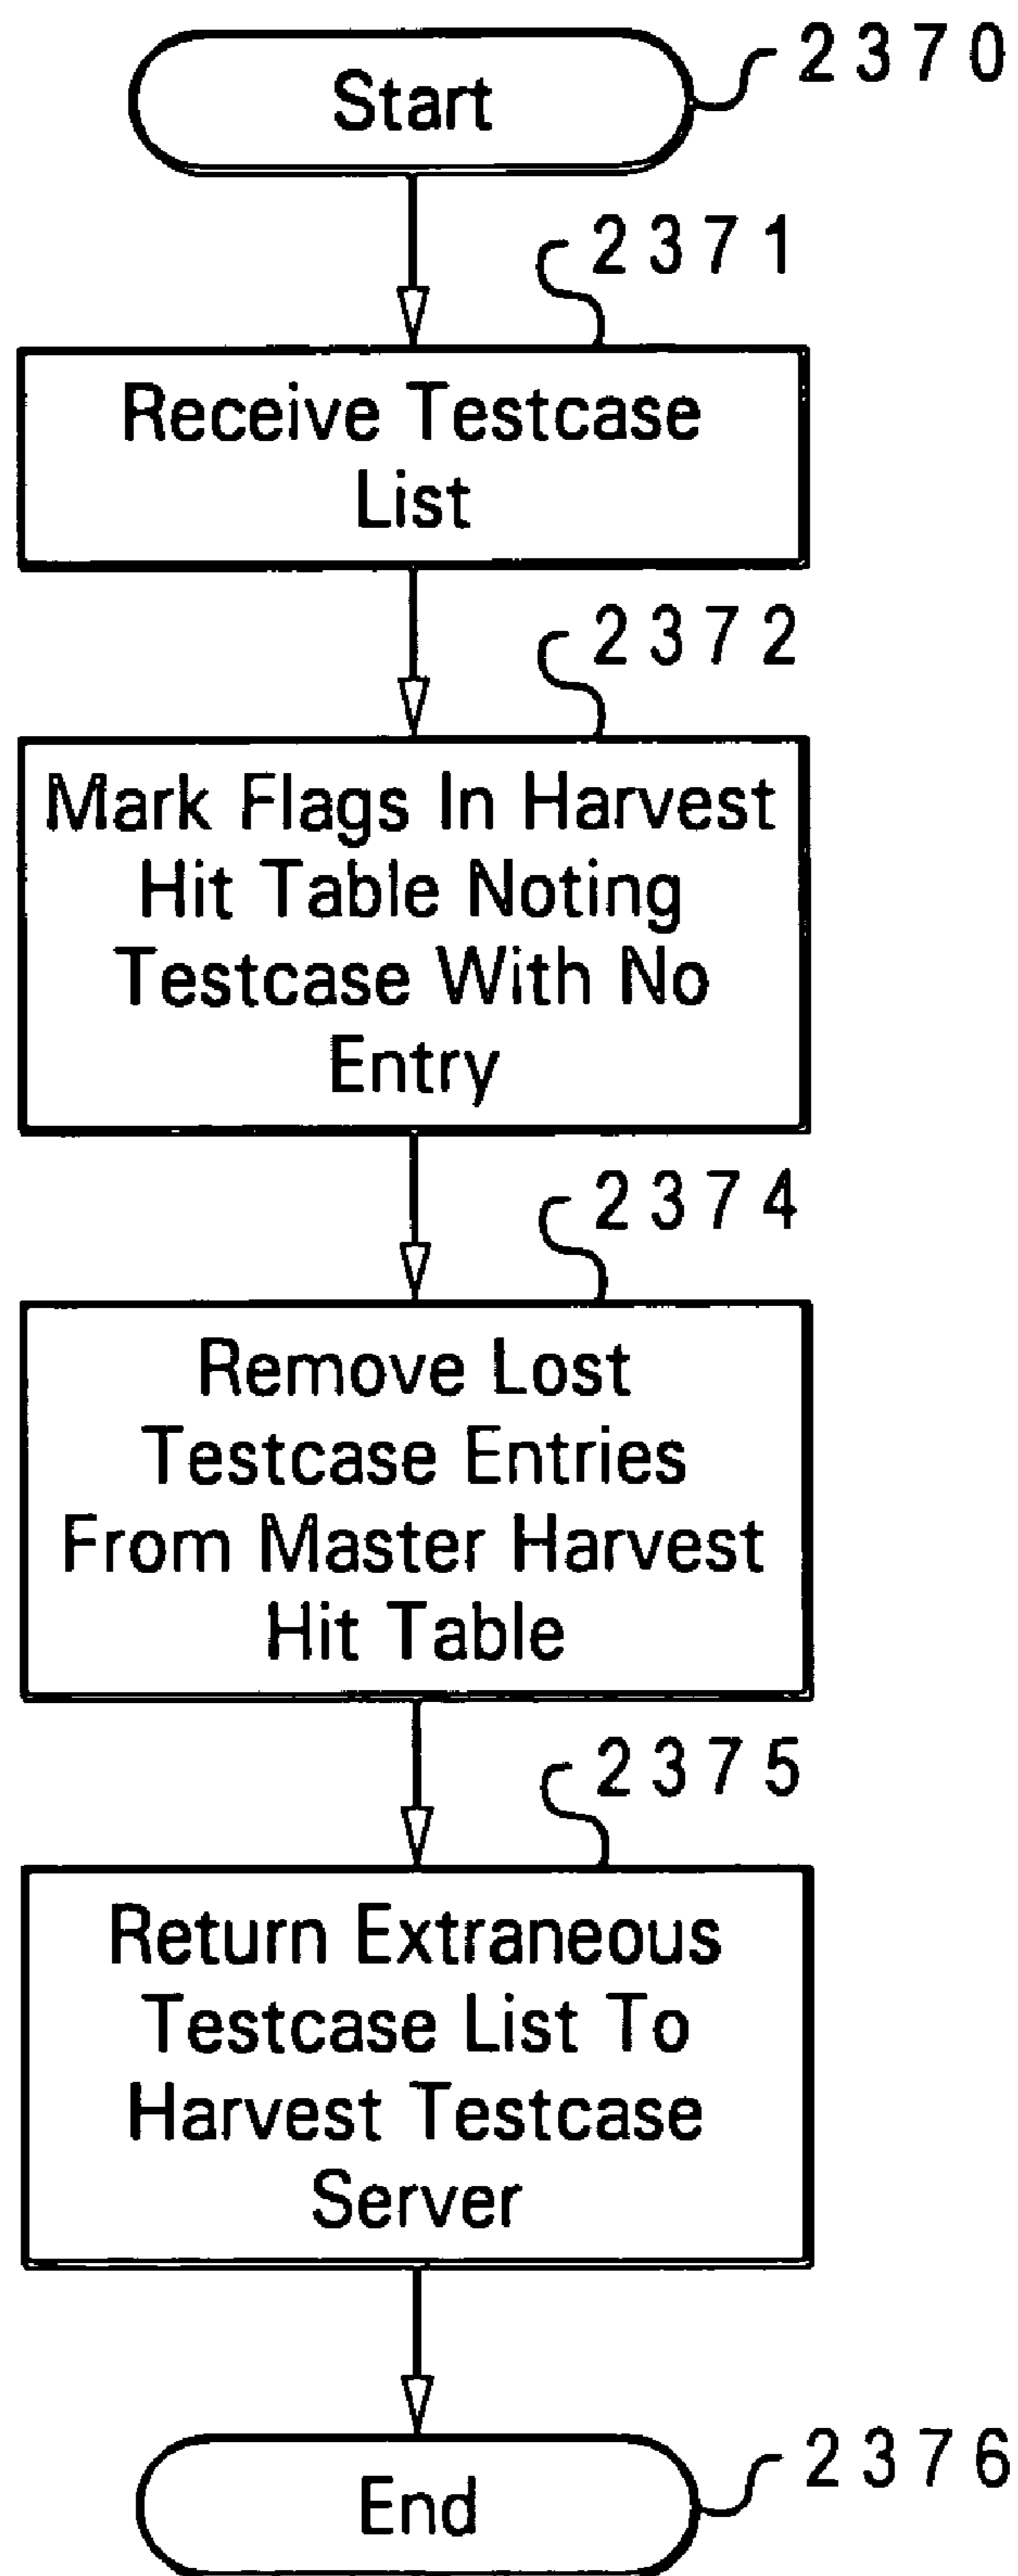 Start
2370
2371
Receive Testcase
List
2372
Mark Flags In Harvest
Hit Table Noting
Testcase With No
Entry
2374
Remove Lost
Testcase Entries
From Master Harvest
Hit Table
2375
Return Extraneous
Testcase List To
Harvest Testcase
Server
End
2376